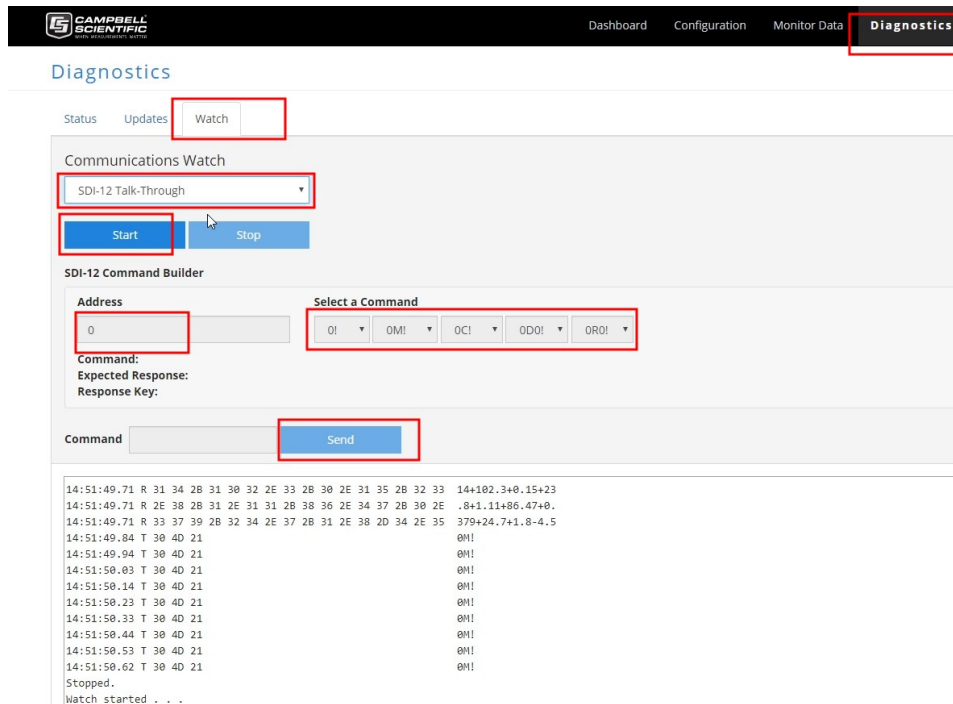 CAMPBELL
SCIENTIFIC
WHEN MEASUREMENTS MATTER
Dashboard Configuration Monitor Data Diagnostics
Diagnostics
Status Updates Watch
Communications Watch
SDI-12 Talk-Through
Start Stop
SDI-12 Command Builder
Address Select a Command
0 0! 0M! 0C! 0D0! 0R0!
Command:
Expected Response:
Response Key:
Command Send
14:51:49.71 R 31 34 2B 31 30 32 2E 33 2B 30 2E 31 35 2B 32 33 14+102.3+0.15+23
14:51:49.71 R 2E 38 2B 31 2E 31 31 2B 38 36 2E 34 37 2B 30 2E .8+1.11+86.47+0.
14:51:49.71 R 33 37 39 2B 32 34 2E 37 2B 31 2E 38 2D 34 2E 35 379+24.7+1.8-4.5
14:51:49.84 T 30 4D 21 0M!
14:51:49.94 T 30 4D 21 0M!
14:51:50.03 T 30 4D 21 0M!
14:51:50.14 T 30 4D 21 0M!
14:51:50.23 T 30 4D 21 0M!
14:51:50.33 T 30 4D 21 0M!
14:51:50.44 T 30 4D 21 0M!
14:51:50.53 T 30 4D 21 0M!
14:51:50.62 T 30 4D 21 0M!
Stopped.
Watch started . . .